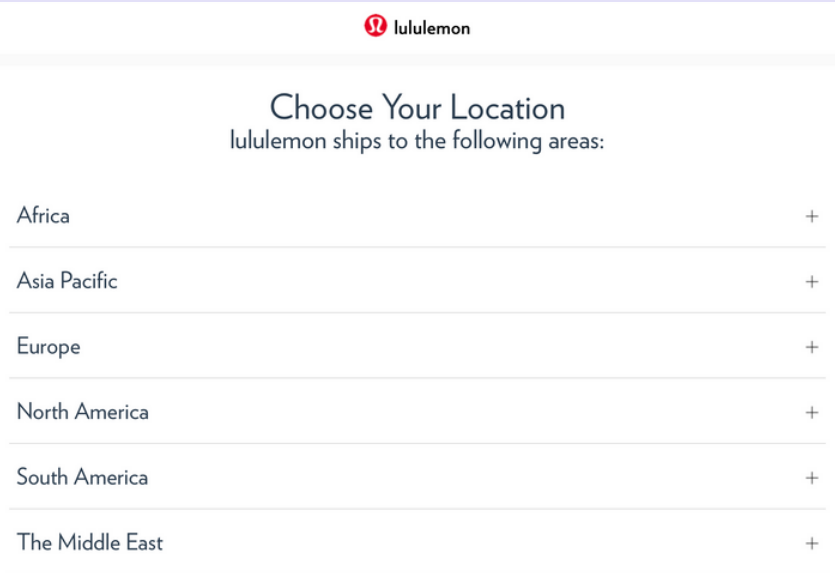 lululemon
Choose Your Location
lululemon ships to the following areas:
Africa +
Asia Pacific +
Europe +
North America +
South America +
The Middle East +